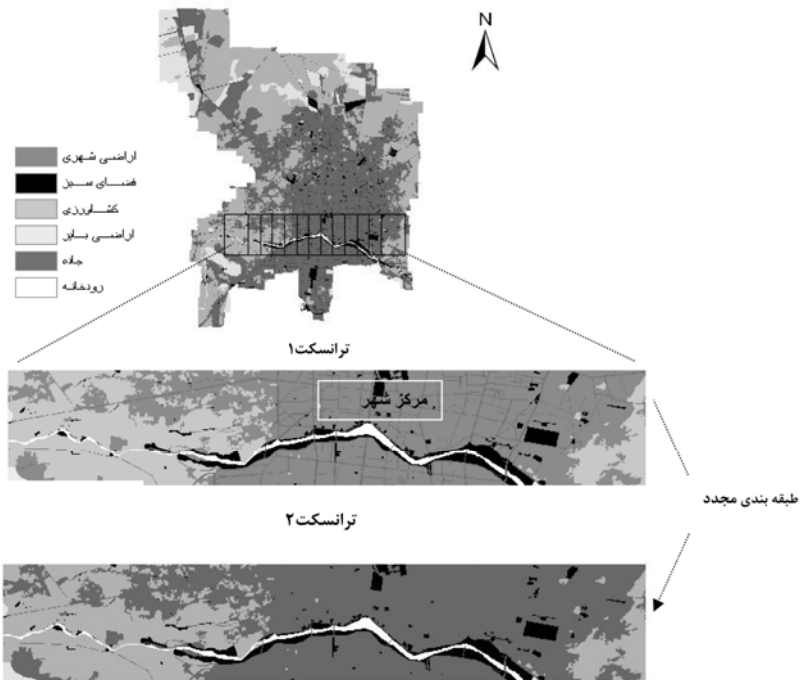 N
اراضی شهری
فضای سبز
کشاورزی
اراضی بایر
جاده
رودخانه
ترانسکت۱
مرکز شهر
طبقه بندی مجدد
ترانسکت۲